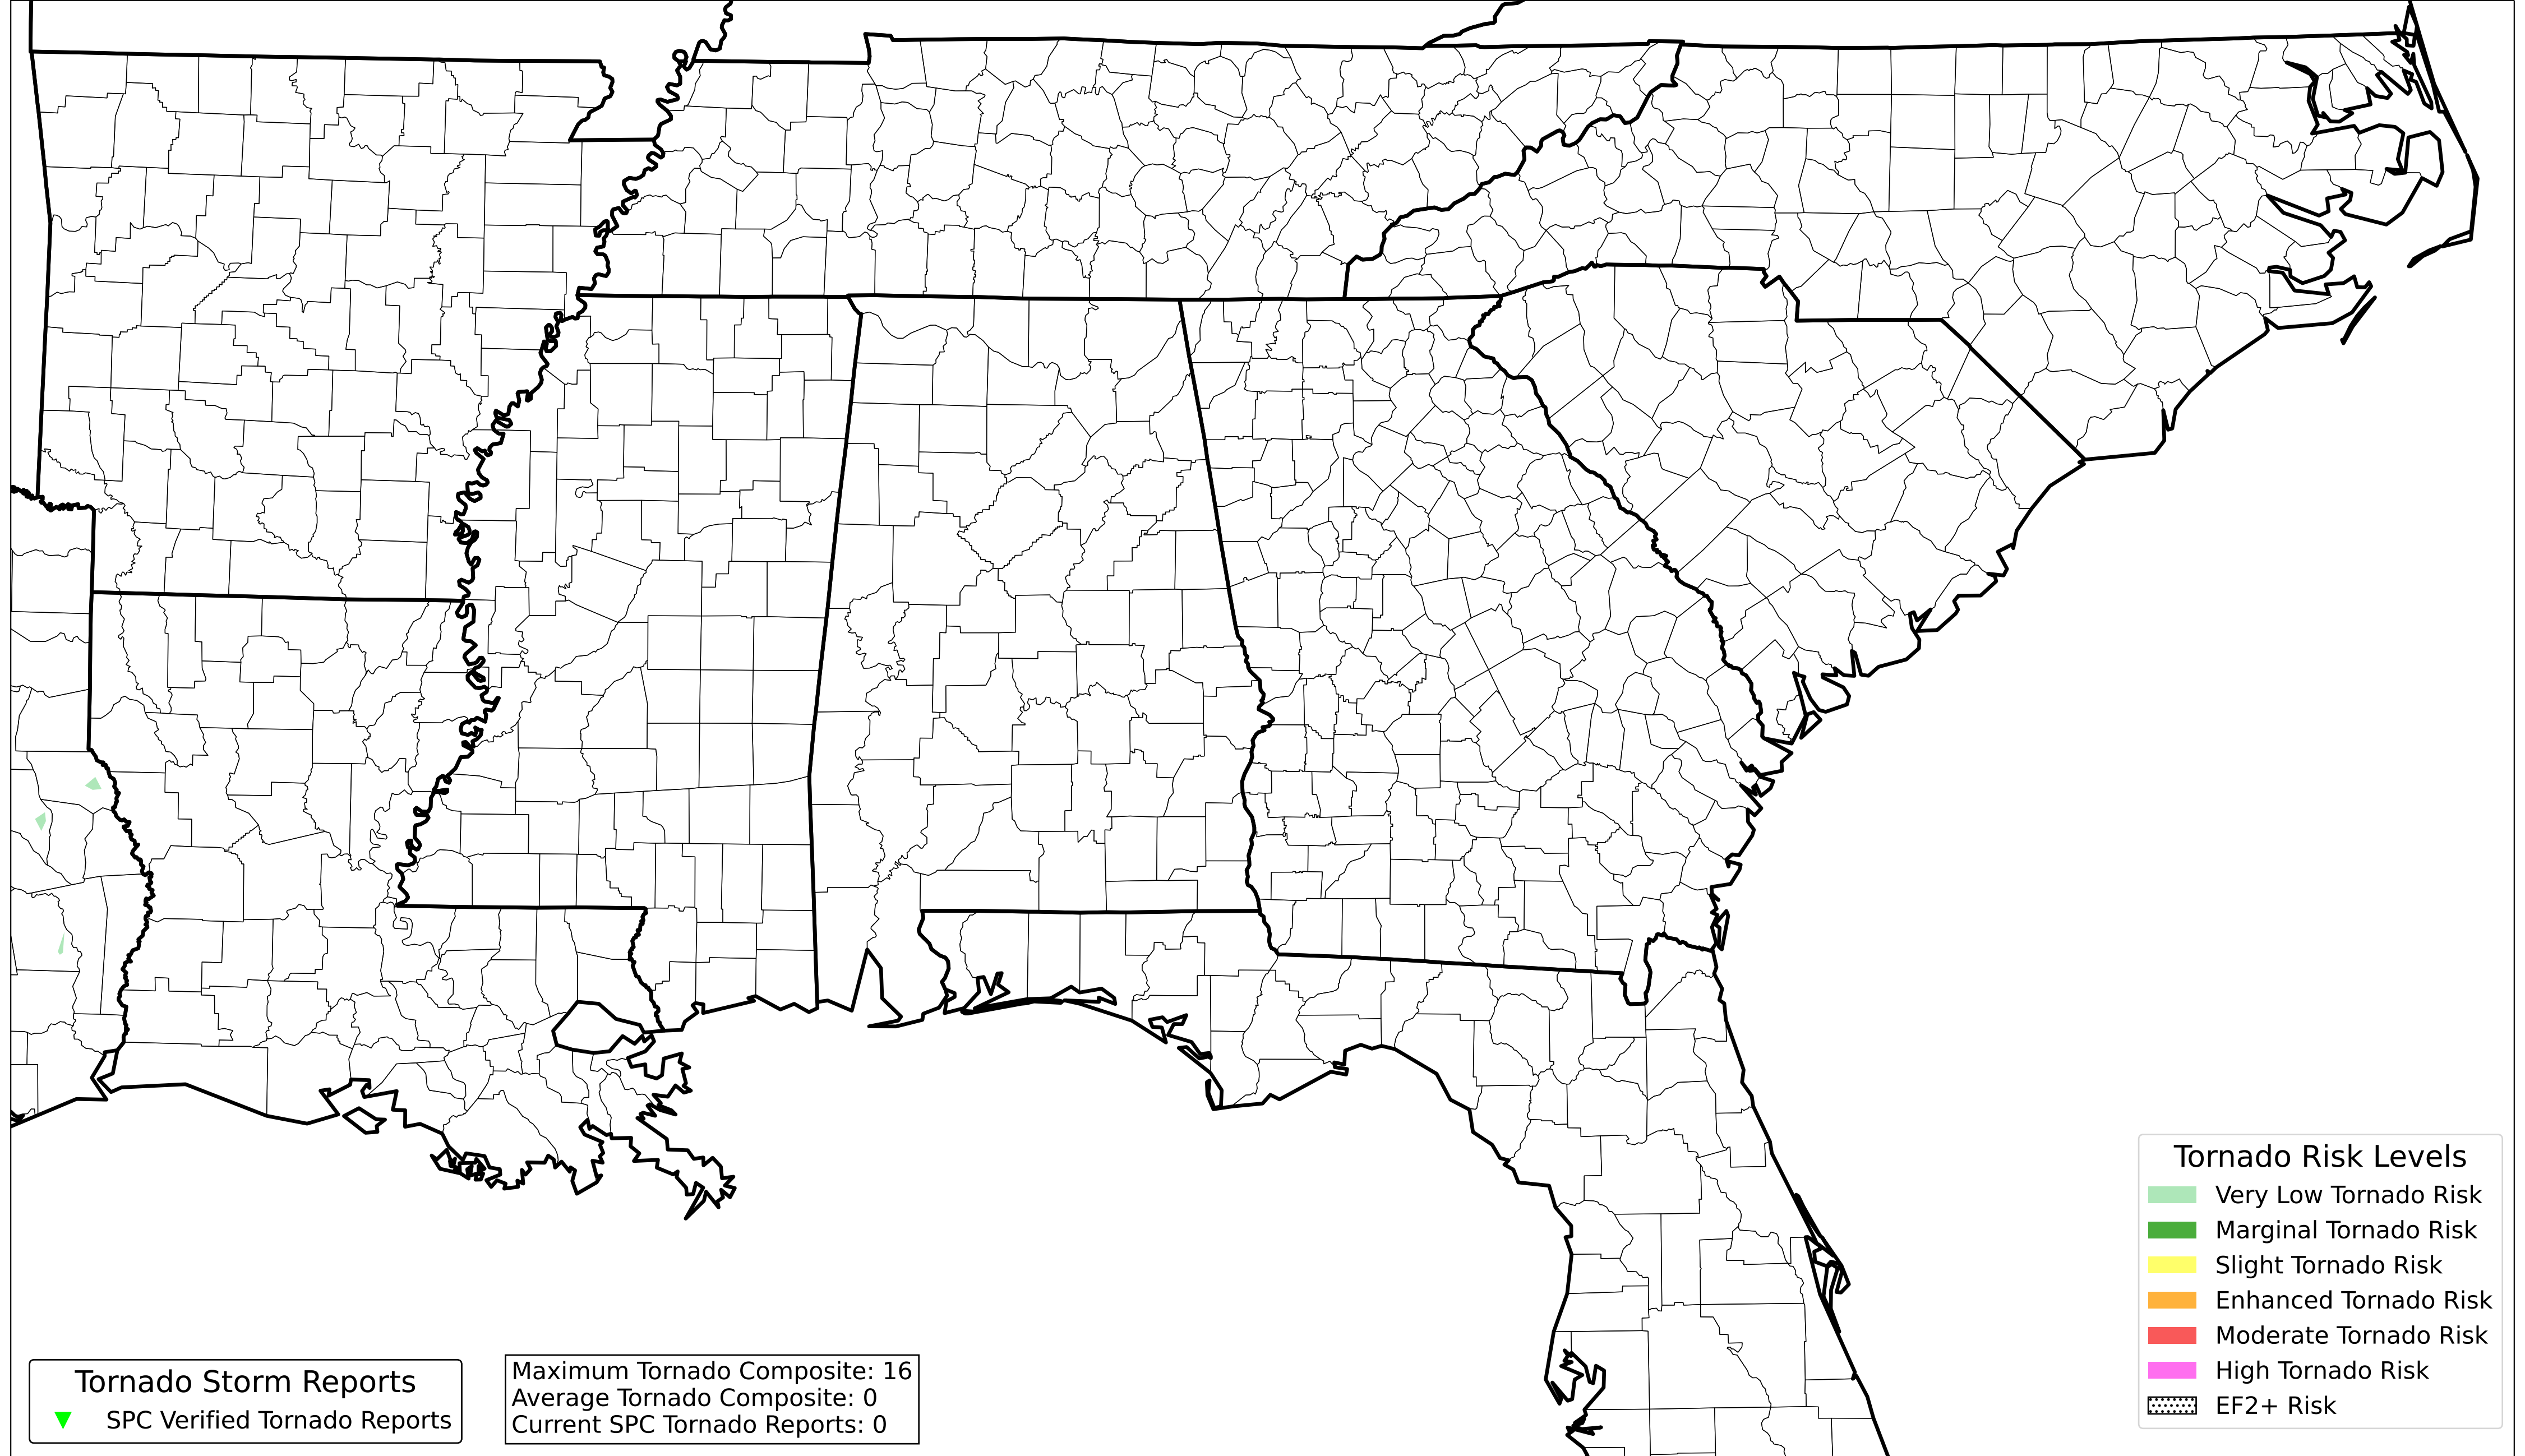 Tornado Risk Levels
Very Low Tornado Risk
Marginal Tornado Risk
Slight Tornado Risk
Enhanced Tornado Risk
Moderate Tornado Risk
High Tornado Risk
EF2+ Risk
Tornado Storm Reports
SPC Verified Tornado Reports
Maximum Tornado Composite: 16
Average Tornado Composite: 0
Current SPC Tornado Reports: 0